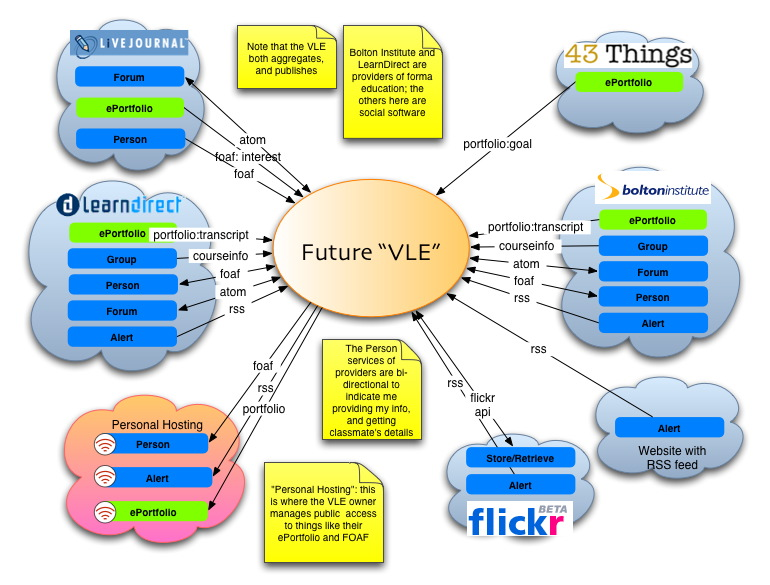 LiVEJOURNAL
Forum
ePortfolio
Person
Note that the VLE
both aggregates,
and publishes
Bolton Institute and
LearnDirect are
providers of forma
education; the
others here are
social software
43 Things
ePortfolio
atom
foaf: interest
foaf
portfolio:goal
learndirect
ePortfolio
Group
Person
Forum
Alert
portfolio:transcript
courseinfo
foaf
atom
rss
Future "VLE"
boltoninstitute
ePortfolio
Group
Forum
Person
Alert
portfolio:transcript
courseinfo
atom
foaf
rss
rss
foaf
rss
portfolio
The Person
services of
providers are bi-
directional to
indicate me
providing my info,
and getting
classmate's details
rss
flickr
api
Personal Hosting
Person
Alert
ePortfolio
"Personal Hosting": this
is where the VLE owner
manages public access
to things like their
ePortfolio and FOAF
Store/Retrieve
Alert
flickr BETA
Alert
Website with
RSS feed